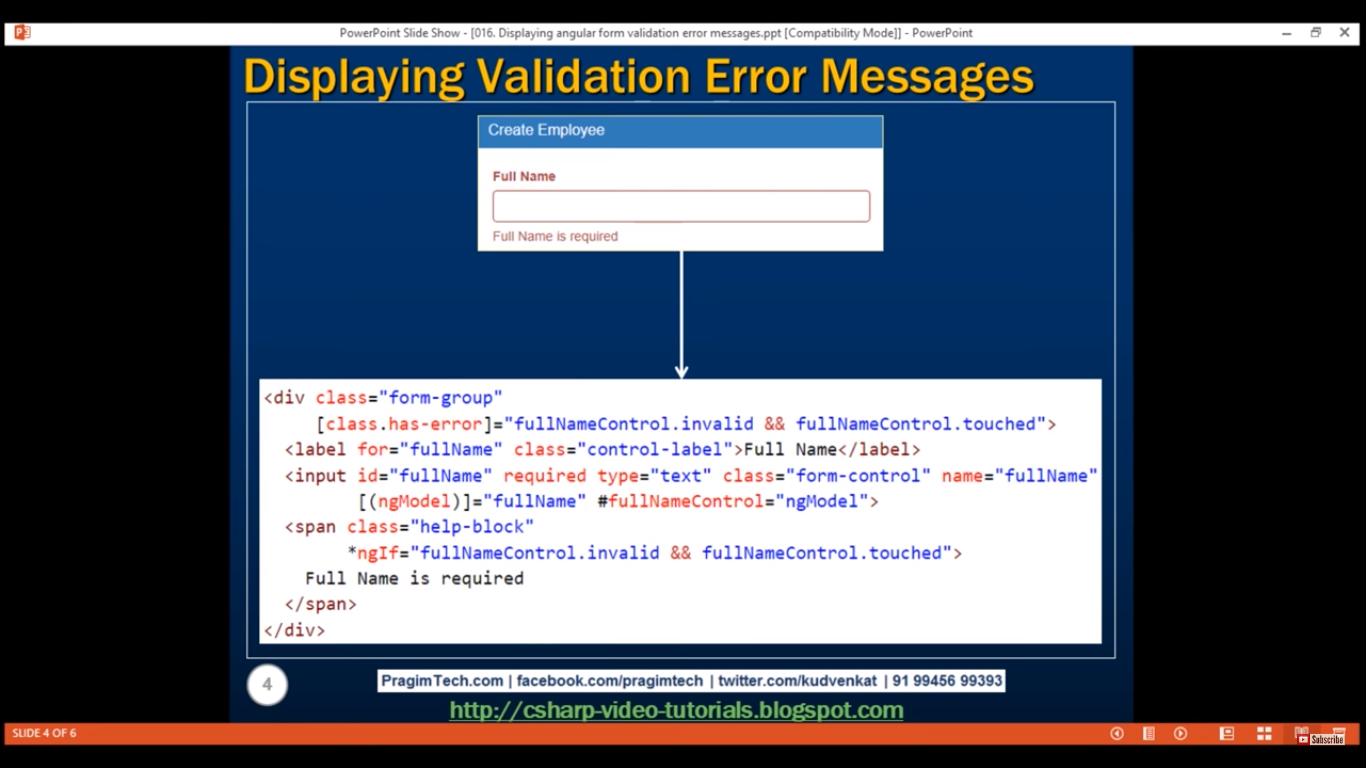 PowerPoint Slide Show - [016. Displaying angular form validation error messages.ppt [Compatibility Mode]] - PowerPoint
Displaying Validation Error Messages
Create Employee
Full Name
Full Name is required
<div class="form-group"
[class.has-error]="fullNameControl.invalid && fullNameControl.touched">
<label for="fullName" class="control-label">Full Name</label>
<input id="fullName" required type="text" class="form-control" name="fullName"
[(ngModel)]="fullName" #fullNameControl="ngModel">
<span class="help-block"
*ngIf="fullNameControl.invalid && fullNameControl.touched">
Full Name is required
</span>
</div>
4
PragimTech.com | facebook.com/pragimtech | twitter.com/kudvenkat | 91 99456 99393
http://csharp-video-tutorials.blogspot.com
SLIDE 4 OF 6
Subscribe